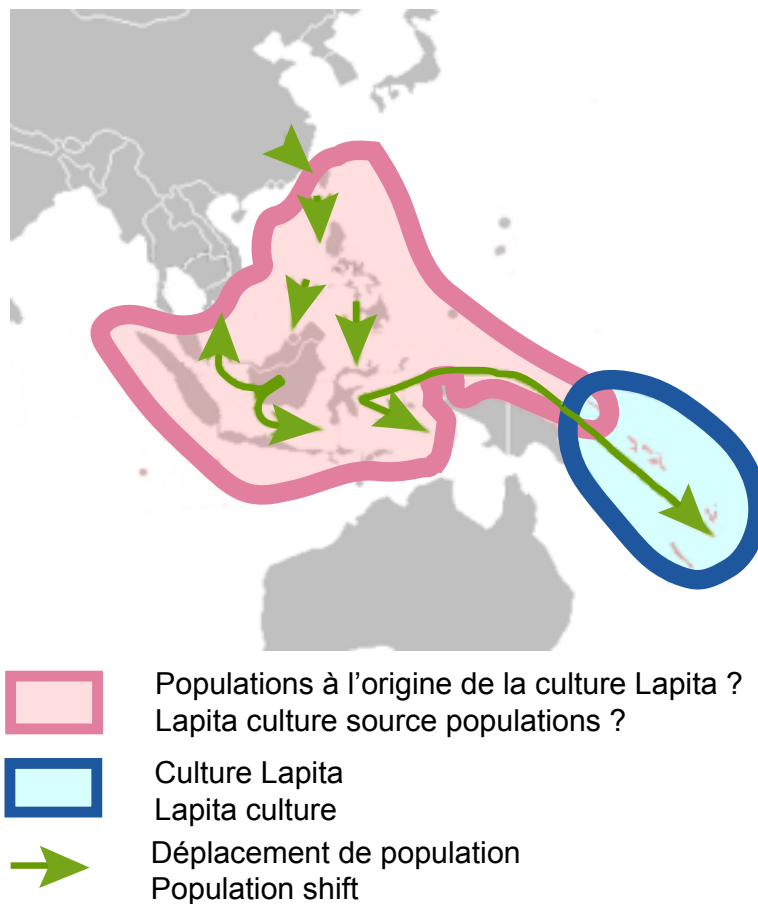 Populations à l’origine de la culture Lapita ?
Lapita culture source populations ?
Culture Lapita
Lapita culture
Déplacement de population
Population shift